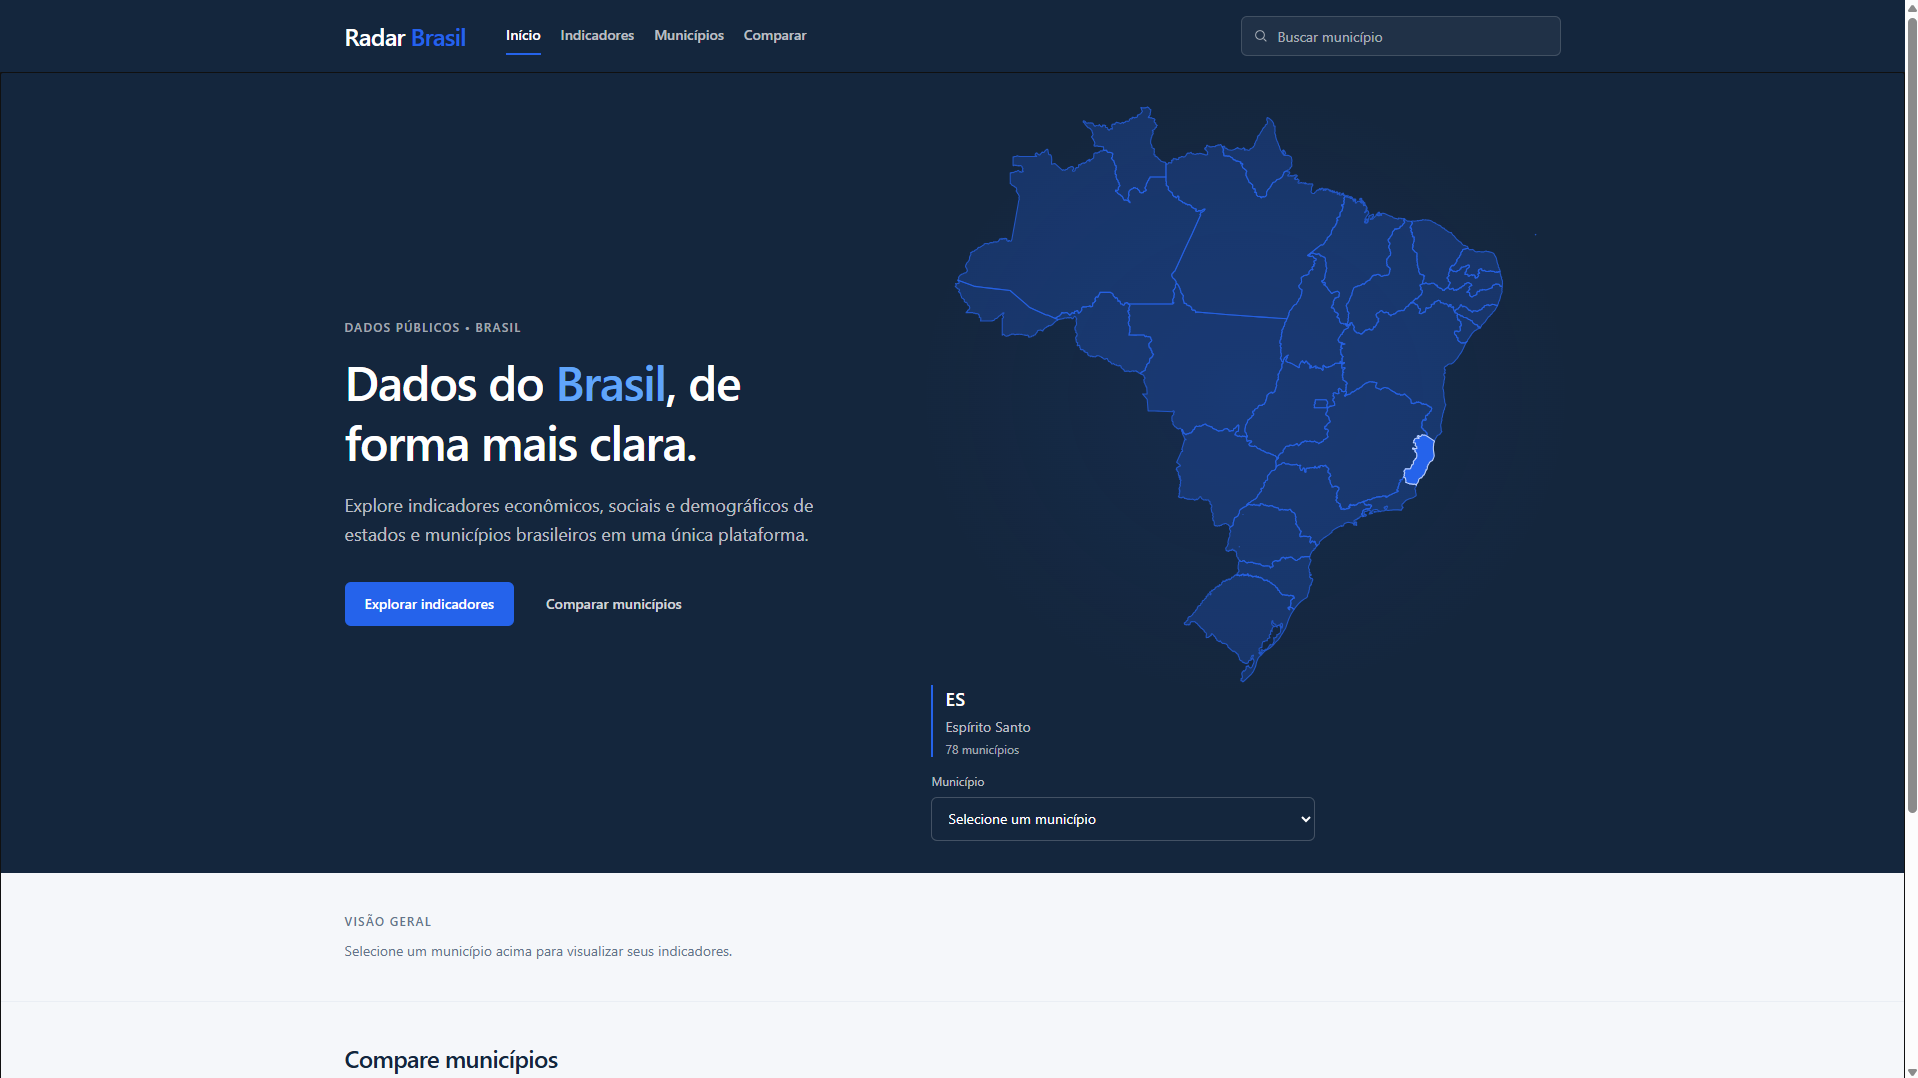 Radar Brasil
Início
Indicadores
Municípios
Comparar
Buscar município
DADOS PÚBLICOS • BRASIL
Dados do Brasil, de
forma mais clara.
Explore indicadores econômicos, sociais e demográficos de
estados e municípios brasileiros em uma única plataforma.
Explorar indicadores
Comparar municípios
ES
Espírito Santo
78 municípios
Município
Selecione um município
VISÃO GERAL
Selecione um município acima para visualizar seus indicadores.
Compare municípios